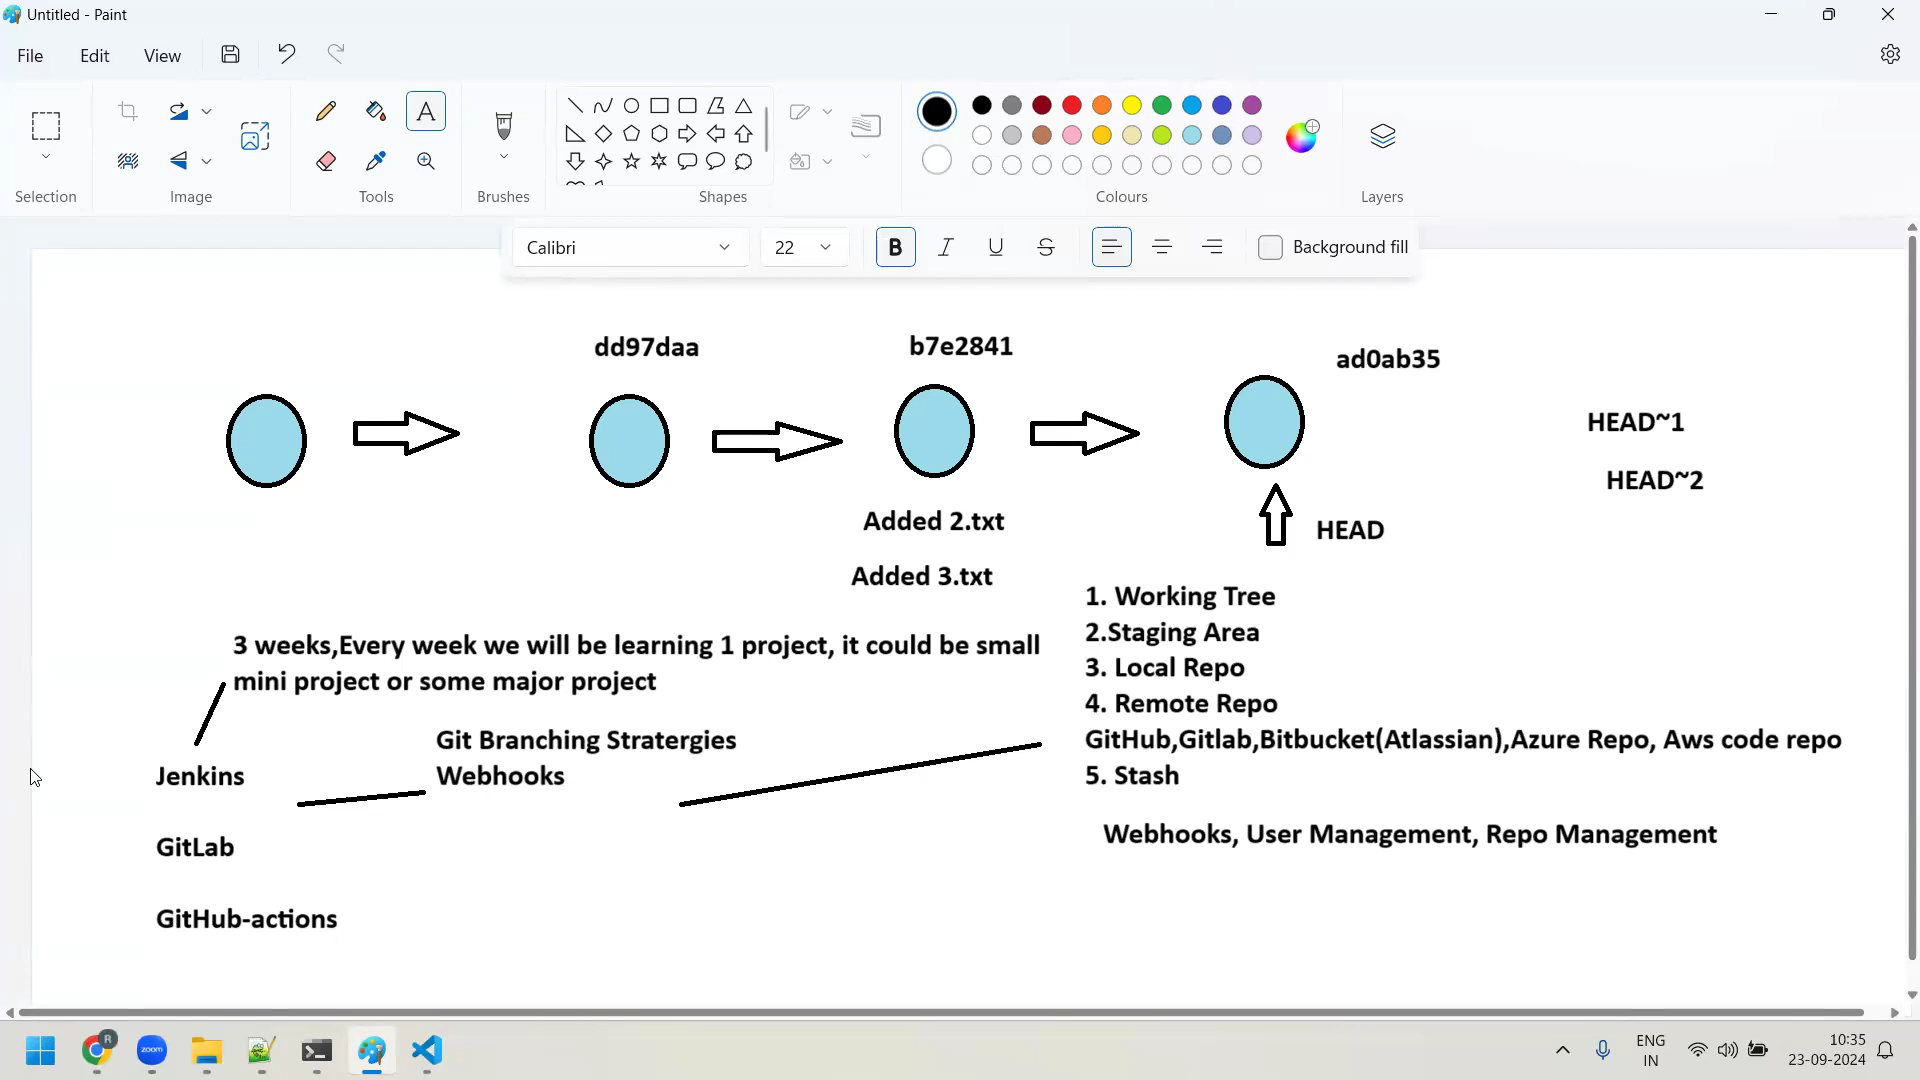 Untitled - Paint
File
Edit
View
Selection
Image
Tools
Brushes
Shapes
Colours
Layers
Calibri
22
B
I
U
S
Background fill
dd97daa
b7e2841
ad0ab35
HEAD~1
HEAD~2
Added 2.txt
HEAD
Added 3.txt
3 weeks,Every week we will be learning 1 project, it could be small
mini project or some major project
1. Working Tree
2.Staging Area
3. Local Repo
4. Remote Repo
GitHub,Gitlab,Bitbucket(Atlassian),Azure Repo, Aws code repo
5. Stash
Git Branching Stratergies
Webhooks
Jenkins
GitLab
GitHub-actions
Webhooks, User Management, Repo Management
R
zoom
ENG
IN
10:35
23-09-2024